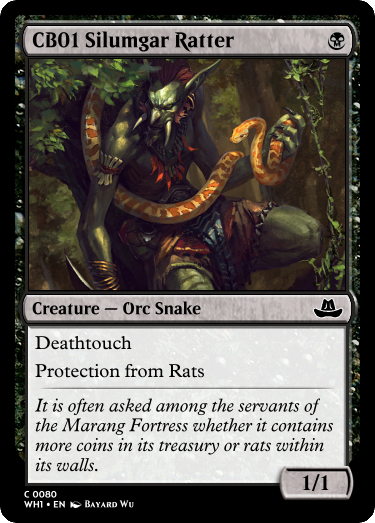 CB01 Silumgar Ratter
Creature — Orc Snake
Deathtouch
Protection from Rats
It is often asked among the servants of
the Marang Fortress whether it contains
more coins in its treasury or rats within
its walls.
1/1
C 0080
WH1 • EN Bayard Wu